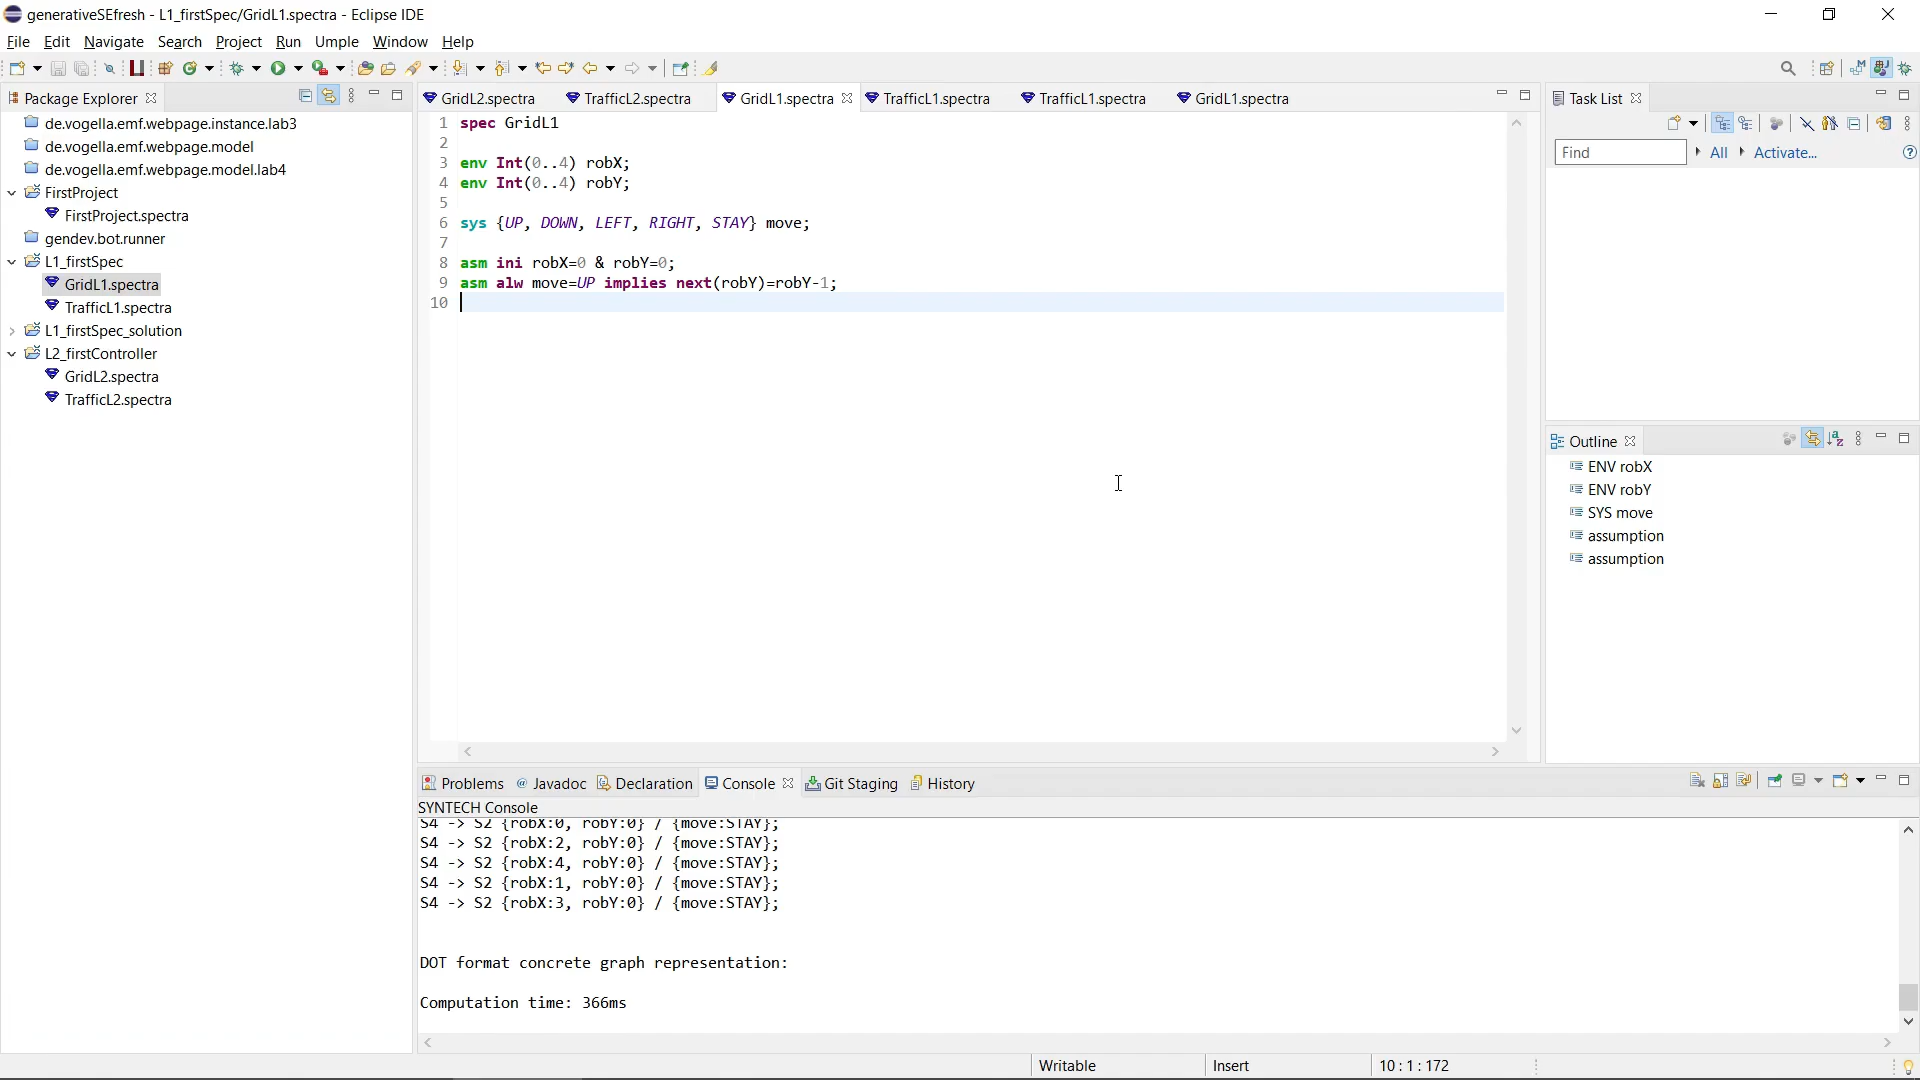 generativeSEfresh - L1_firstSpec/GridL1.spectra - Eclipse IDE
File Edit Navigate Search Project Run Umple Window Help
Package Explorer
de.vogella.emf.webpage.instance.lab3
de.vogella.emf.webpage.model
de.vogella.emf.webpage.model.lab4
FirstProject
FirstProject.spectra
gendev.bot.runner
L1_firstSpec
GridL1.spectra
TrafficL1.spectra
L1_firstSpec_solution
L2_firstController
GridL2.spectra
TrafficL2.spectra
GridL2.spectra TrafficL2.spectra GridL1.spectra TrafficL1.spectra TrafficL1.spectra GridL1.spectra
1 spec GridL1
2
3 env Int(0..4) robX;
4 env Int(0..4) robY;
5
6 sys {UP, DOWN, LEFT, RIGHT, STAY} move;
7
8 asm ini robX=0 & robY=0;
9 asm alw move=UP implies next(robY)=robY-1;
10
Task List
Find All Activate...
Outline
ENV robX
ENV robY
SYS move
assumption
assumption
Problems @ Javadoc Declaration Console Git Staging History
SYNTECH Console
S4 -> S2 {robX:0, robY:0} / {move:STAY};
S4 -> S2 {robX:2, robY:0} / {move:STAY};
S4 -> S2 {robX:4, robY:0} / {move:STAY};
S4 -> S2 {robX:1, robY:0} / {move:STAY};
S4 -> S2 {robX:3, robY:0} / {move:STAY};
DOT format concrete graph representation:
Computation time: 366ms
Writable Insert 10 : 1 : 172